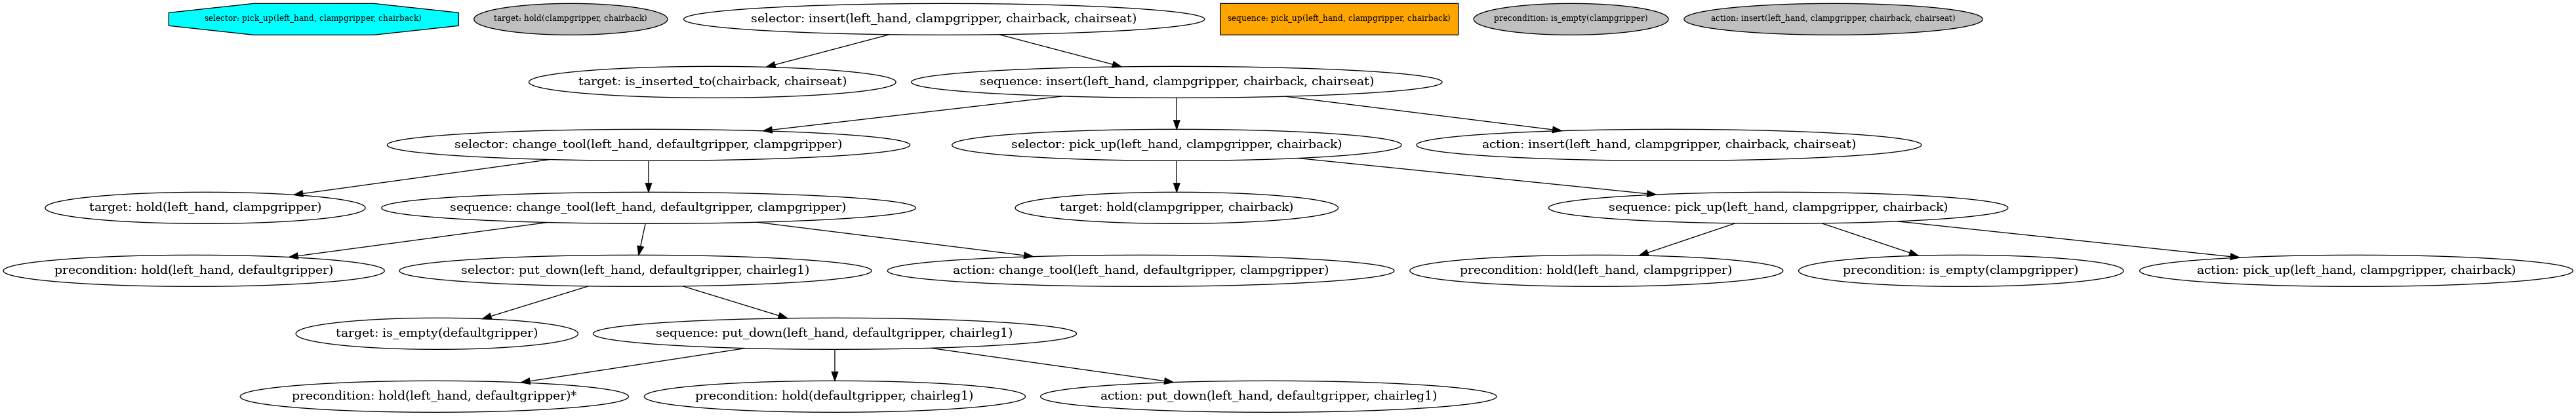 selector: pick_up(left_hand, clampgripper, chairback)
target: hold(clampgripper, chairback)
selector: insert(left_hand, clampgripper, chairback, chairseat)
sequence: pick_up(left_hand, clampgripper, chairback)
precondition: is_empty(clampgripper)
action: insert(left_hand, clampgripper, chairback, chairseat)
target: is_inserted_to(chairback, chairseat)
sequence: insert(left_hand, clampgripper, chairback, chairseat)
selector: change_tool(left_hand, defaultgripper, clampgripper)
selector: pick_up(left_hand, clampgripper, chairback)
action: insert(left_hand, clampgripper, chairback, chairseat)
target: hold(left_hand, clampgripper)
sequence: change_tool(left_hand, defaultgripper, clampgripper)
target: hold(clampgripper, chairback)
sequence: pick_up(left_hand, clampgripper, chairback)
precondition: hold(left_hand, defaultgripper)
selector: put_down(left_hand, defaultgripper, chairleg1)
action: change_tool(left_hand, defaultgripper, clampgripper)
precondition: hold(left_hand, clampgripper)
precondition: is_empty(clampgripper)
action: pick_up(left_hand, clampgripper, chairback)
target: is_empty(defaultgripper)
sequence: put_down(left_hand, defaultgripper, chairleg1)
precondition: hold(left_hand, defaultgripper)*
precondition: hold(defaultgripper, chairleg1)
action: put_down(left_hand, defaultgripper, chairleg1)